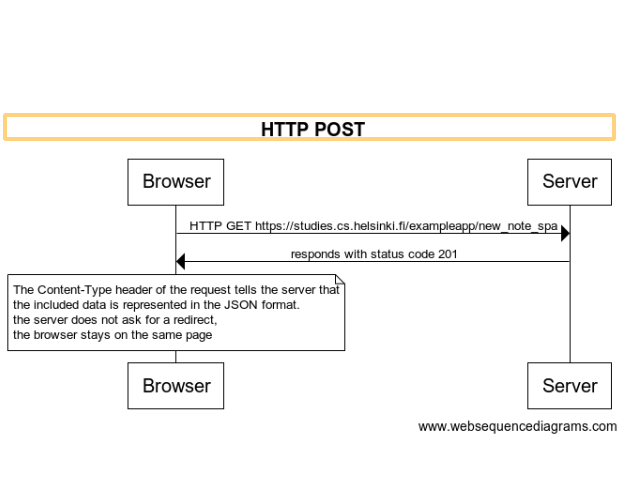 HTTP POST
Browser
Server
HTTP GET https://studies.cs.helsinki.fi/exampleapp/new_note_spa
responds with status code 201
The Content-Type header of the request tells the server that
the included data is represented in the JSON format.
the server does not ask for a redirect,
the browser stays on the same page
Browser
Server
www.websequencediagrams.com